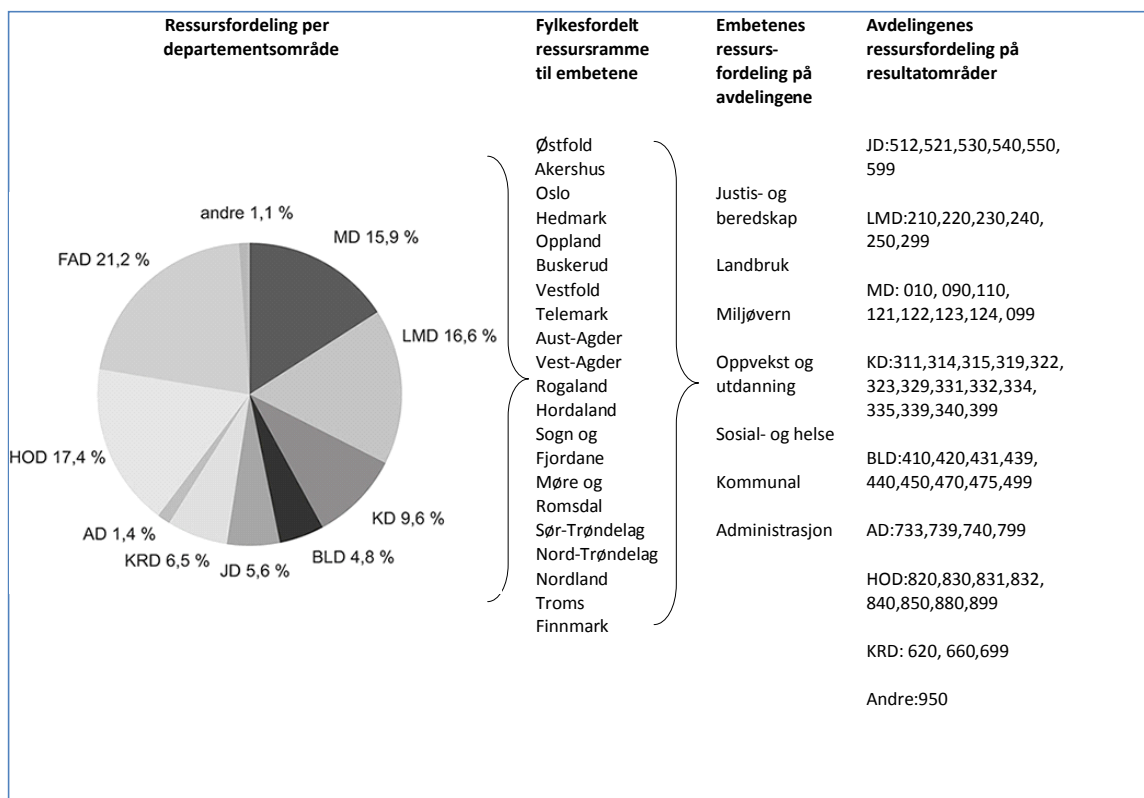 Ressursfordeling per
departementsområde
andre 1,1 %
MD 15,9 %
FAD 21,2 %
LMD 16,6 %
HOD 17,4 %
KD 9,6 %
AD 1,4 %
BLD 4,8 %
KRD 6,5 %
JD 5,6 %
Fylkesfordelt
ressursramme
til embetene
Østfold
Akershus
Oslo
Hedmark
Oppland
Buskerud
Vestfold
Telemark
Aust-Agder
Vest-Agder
Rogaland
Hordaland
Sogn og
Fjordane
Møre og
Romsdal
Sør-Trøndelag
Nord-Trøndelag
Nordland
Troms
Finnmark
Embetenes
ressurs-
fordeling på
avdelingene
Justis- og
beredskap
Landbruk
Miljøvern
Oppvekst og
utdanning
Sosial- og helse
Kommunal
Administrasjon
Avdelingenes
ressursfordeling på
resultatområder
JD:512,521,530,540,550,
599
LMD:210,220,230,240,
250,299
MD: 010, 090,110,
121,122,123,124, 099
KD:311,314,315,319,322,
323,329,331,332,334,
335,339,340,399
BLD:410,420,431,439,
440,450,470,475,499
AD:733,739,740,799
HOD:820,830,831,832,
840,850,880,899
KRD: 620, 660,699
Andre:950